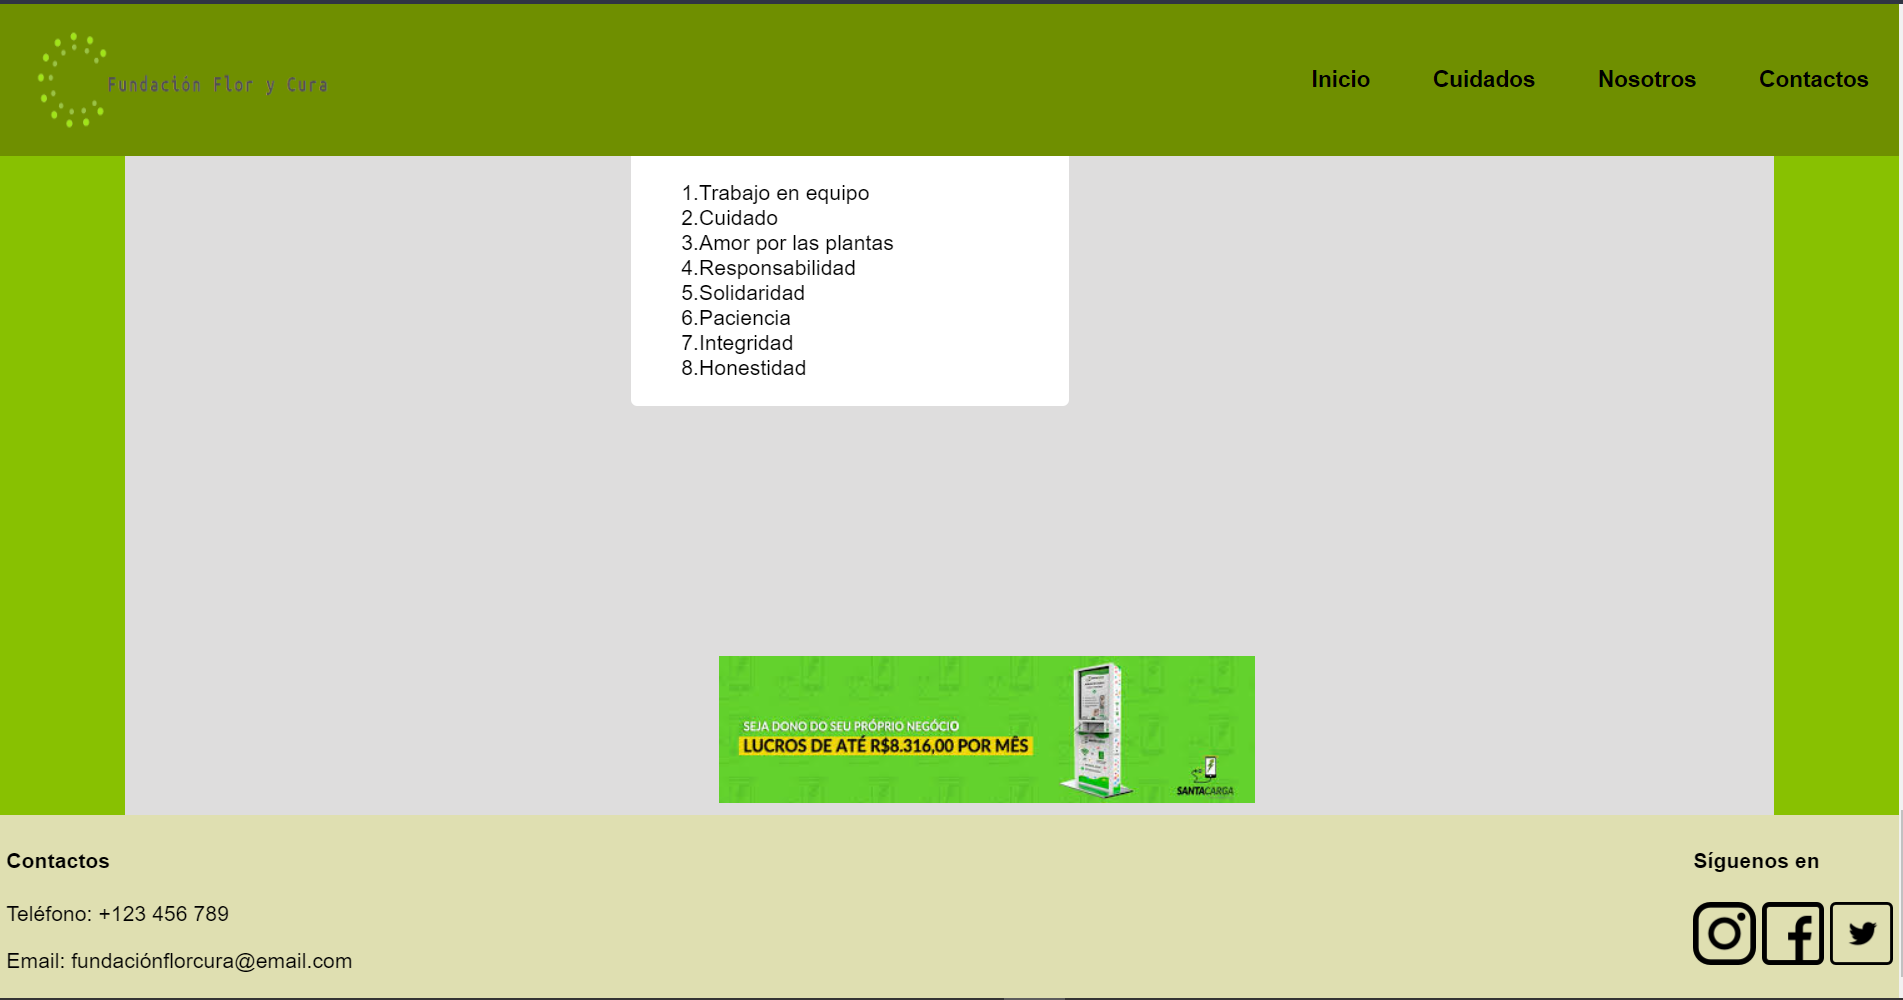 Fundación Flor y Cura
Inicio Cuidados Nosotros Contactos
1.Trabajo en equipo
2.Cuidado
3.Amor por las plantas
4.Responsabilidad
5.Solidaridad
6.Paciencia
7.Integridad
8.Honestidad
SEJA DONO DO SEU PRÓPRIO NEGÓCIO
LUCROS DE ATÉ R$8.316,00 POR MÊS
SANTACARGA
Contactos
Teléfono: +123 456 789
Email: fundaciónflorcura@email.com
Síguenos en